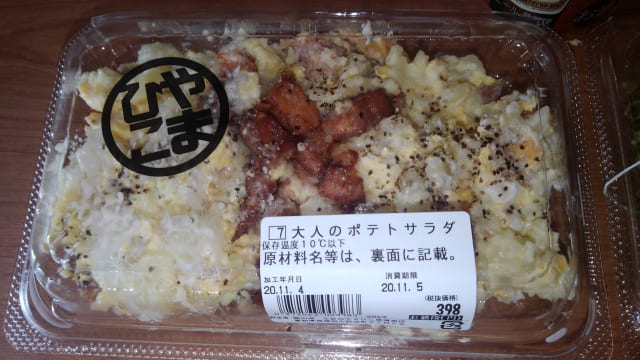 ひやま
こと
7 大人のポテトサラダ
保存温度10℃以下
原材料名等は、裏面に記載。
加工年月日
消費期限
20.11. 4
20.11. 5
(税抜価格)
398